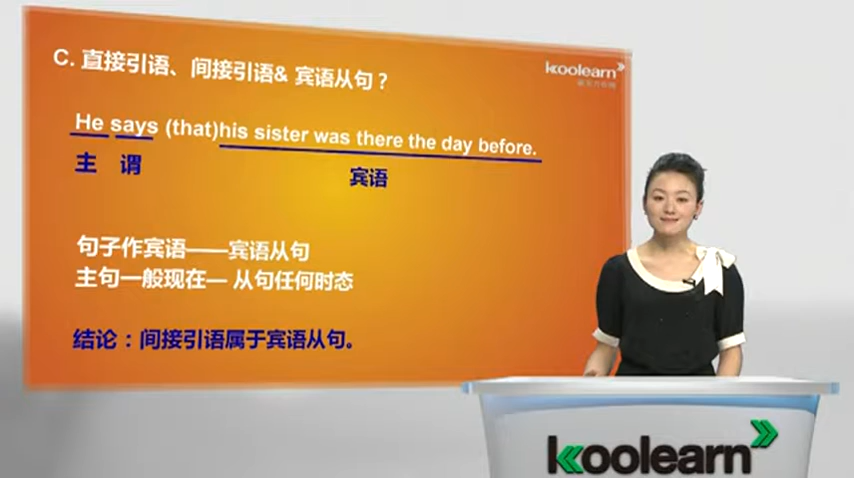 C. 直接引语、间接引语& 宾语从句？
koolearn
He says (that)his sister was there the day before.
主 谓 宾语
句子作宾语——宾语从句
主句一般现在— 从句任何时态
结论：间接引语属于宾语从句。
koolearn